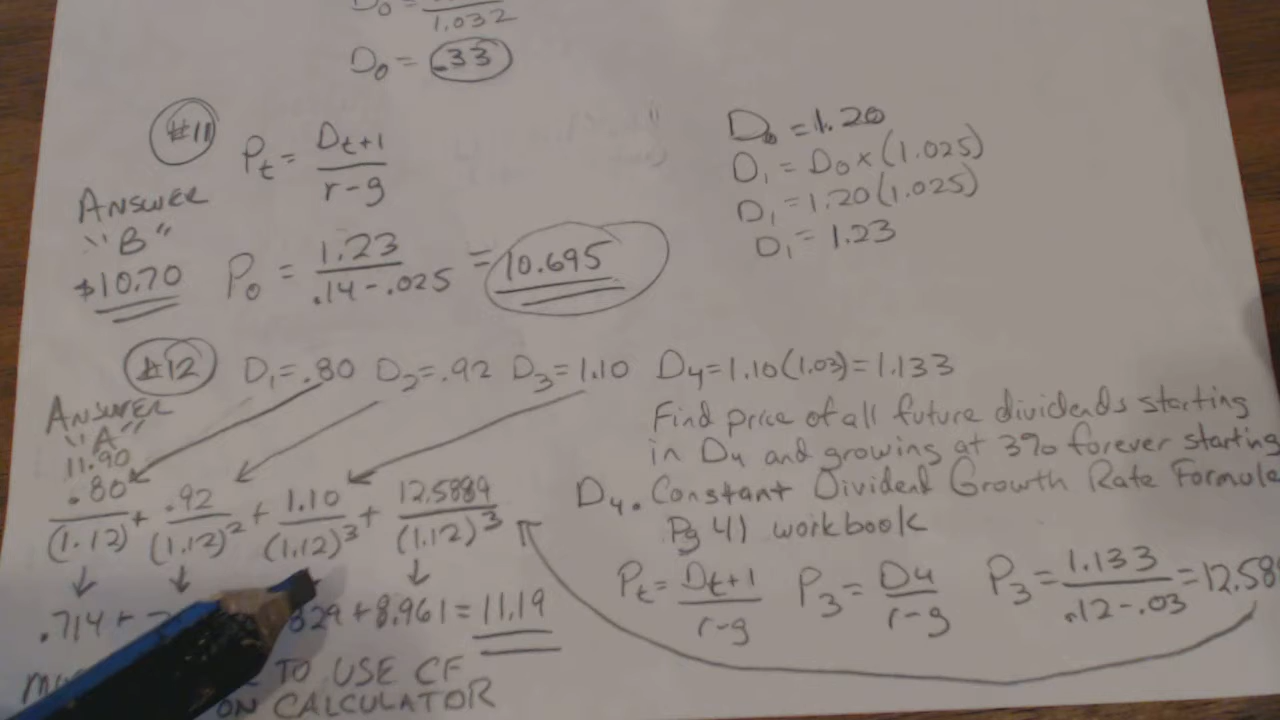 D0 =
1.032
D0 = .33
#11
Pt = Dt+1 / r-g
D0 = 1.20
D1 = D0 x (1.025)
D1 = 1.20(1.025)
D1 = 1.23
ANSWER
"B"
$10.70
P0 = 1.23 / .14-.025 = 10.695
#12 D1=.80 D2=.92 D3=1.10 D4=1.10(1.03)=1.133
ANSWER
"A"
11.90
Find price of all future dividends starting
in D4 and growing at 3% forever starting
D4. Constant Dividend Growth Rate Formula
Pg 41 workbook
.80 / (1.12) + .92 / (1.12)² + 1.10 / (1.12)³ + 12.5889 / (1.12)³
Pt = Dt+1 / r-g P3 = D4 / r-g P3 = 1.133 / .12-.03 = 12.58
.714 + 829 + 8.961 = 11.19
TO USE CF
ON CALCULATOR